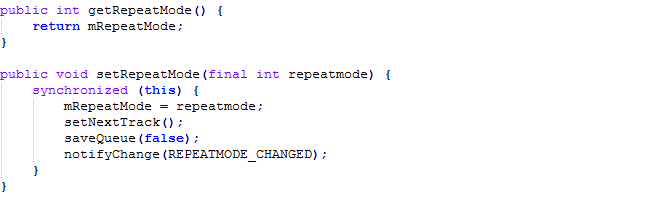 public int getRepeatMode() {
    return mRepeatMode;
}

public void setRepeatMode(final int repeatmode) {
    synchronized (this) {
        mRepeatMode = repeatmode;
        setNextTrack();
        saveQueue(false);
        notifyChange(REPEATMODE_CHANGED);
    }
}